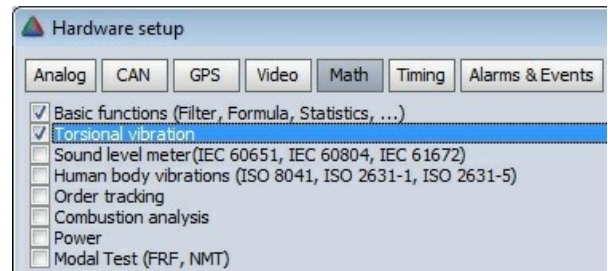 Hardware setup
Analog CAN GPS Video Math Timing Alarms & Events
Basic functions (Filter, Formula, Statistics, ...)
Torsional vibration
Sound level meter(IEC 60651, IEC 60804, IEC 61672)
Human body vibrations (ISO 8041, ISO 2631-1, ISO 2631-5)
Order tracking
Combustion analysis
Power
Modal Test (FRF, NMT)